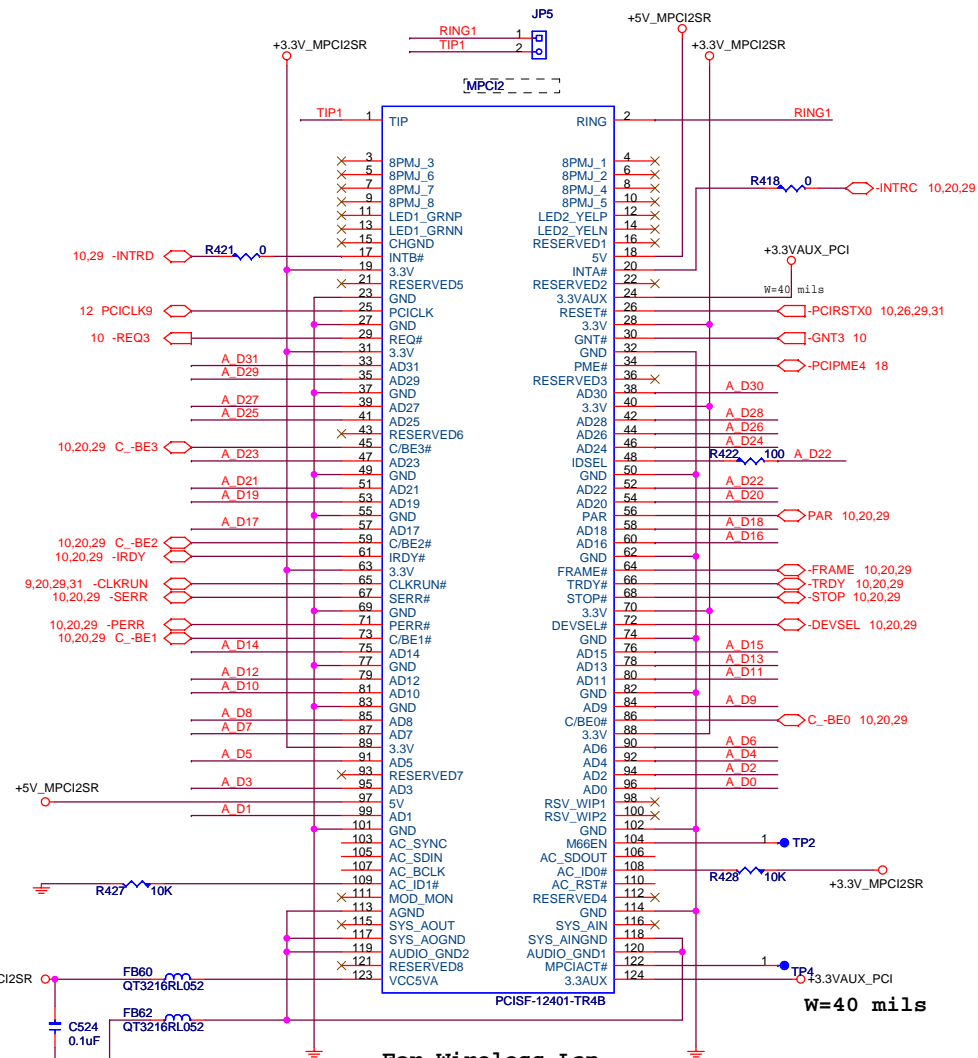 JP5
+5V_MPCI2SR
RING1 1
TIP1 2
+3.3V_MPCI2SR
+3.3V_MPCI2SR
MPCI2
TIP1 1 TIP RING 2 RING1
3 8PMJ_3 8PMJ_1 4
5 8PMJ_6 8PMJ_2 6
7 8PMJ_7 8PMJ_4 8
R418 0 -INTRC 10,20,29
9 8PMJ_8 8PMJ_5 10
11 LED1_GRNP LED2_YELP 12
13 LED1_GRNN LED2_YELN 14
15 CHGND RESERVED1 16
10,29 -INTRD R421 0 17 INTB# 5V 18
+3.3VAUX_PCI
19 3.3V INTA# 20
21 RESERVED5 RESERVED2 22
W=40 mils
23 GND 3.3VAUX 24
12 PCICLK9 25 PCICLK RESET# 26 -PCIRSTX0 10,26,29,31
27 GND 3.3V 28
10 -REQ3 29 REQ# GNT# 30 -GNT3 10
31 3.3V GND 32
A_D31 33 AD31 PME# 34 -PCIPME4 18
A_D29 35 AD29 RESERVED3 36
37 GND AD30 38 A_D30
A_D27 39 AD27 3.3V 40
A_D25 41 AD25 AD28 42 A_D28
43 RESERVED6 AD26 44 A_D26
10,20,29 C_-BE3 45 C/BE3# AD24 46 A_D24
A_D23 47 AD23 IDSEL 48 R422 100 A_D22
49 GND GND 50
A_D21 51 AD21 AD22 52 A_D22
A_D19 53 AD19 AD20 54 A_D20
55 GND PAR 56 PAR 10,20,29
A_D17 57 AD17 AD18 58 A_D18
10,20,29 C_-BE2 59 C/BE2# AD16 60 A_D16
10,20,29 -IRDY 61 IRDY# GND 62
63 3.3V FRAME# 64 -FRAME 10,20,29
9,20,29,31 -CLKRUN 65 CLKRUN# TRDY# 66 -TRDY 10,20,29
10,20,29 -SERR 67 SERR# STOP# 68 -STOP 10,20,29
69 GND 3.3V 70
10,20,29 -PERR 71 PERR# DEVSEL# 72 -DEVSEL 10,20,29
10,20,29 C_-BE1 73 C/BE1# GND 74
A_D14 75 AD14 AD15 76 A_D15
77 GND AD13 78 A_D13
A_D12 79 AD12 AD11 80 A_D11
A_D10 81 AD10 GND 82
83 GND AD9 84 A_D9
A_D8 85 AD8 C/BE0# 86 C_-BE0 10,20,29
A_D7 87 AD7 3.3V 88
89 3.3V AD6 90 A_D6
A_D5 91 AD5 AD4 92 A_D4
93 RESERVED7 AD2 94 A_D2
A_D3 95 AD3 AD0 96 A_D0
+5V_MPCI2SR 97 5V RSV_WIP1 98
A_D1 99 AD1 RSV_WIP2 100
101 GND GND 102
103 AC_SYNC M66EN 104 1 TP2
105 AC_SDIN AC_SDOUT 106
107 AC_BCLK AC_ID0# 108 R428 10K +3.3V_MPCI2SR
R427 10K 109 AC_ID1# AC_RST# 110
111 MOD_MON RESERVED4 112
113 AGND GND 114
115 SYS_AOUT SYS_AIN 116
117 SYS_AOGND SYS_AINGND 118
119 AUDIO_GND2 AUDIO_GND1 120
121 RESERVED8 MPCIACT# 122 1 TP4
CI2SR FB60 QT3216RL052 123 VCC5VA 3.3AUX 124 +3.3VAUX_PCI
PCISF-12401-TR4B
W=40 mils
FB62
QT3216RL052
C524
0.1uF
For Wireless Lan